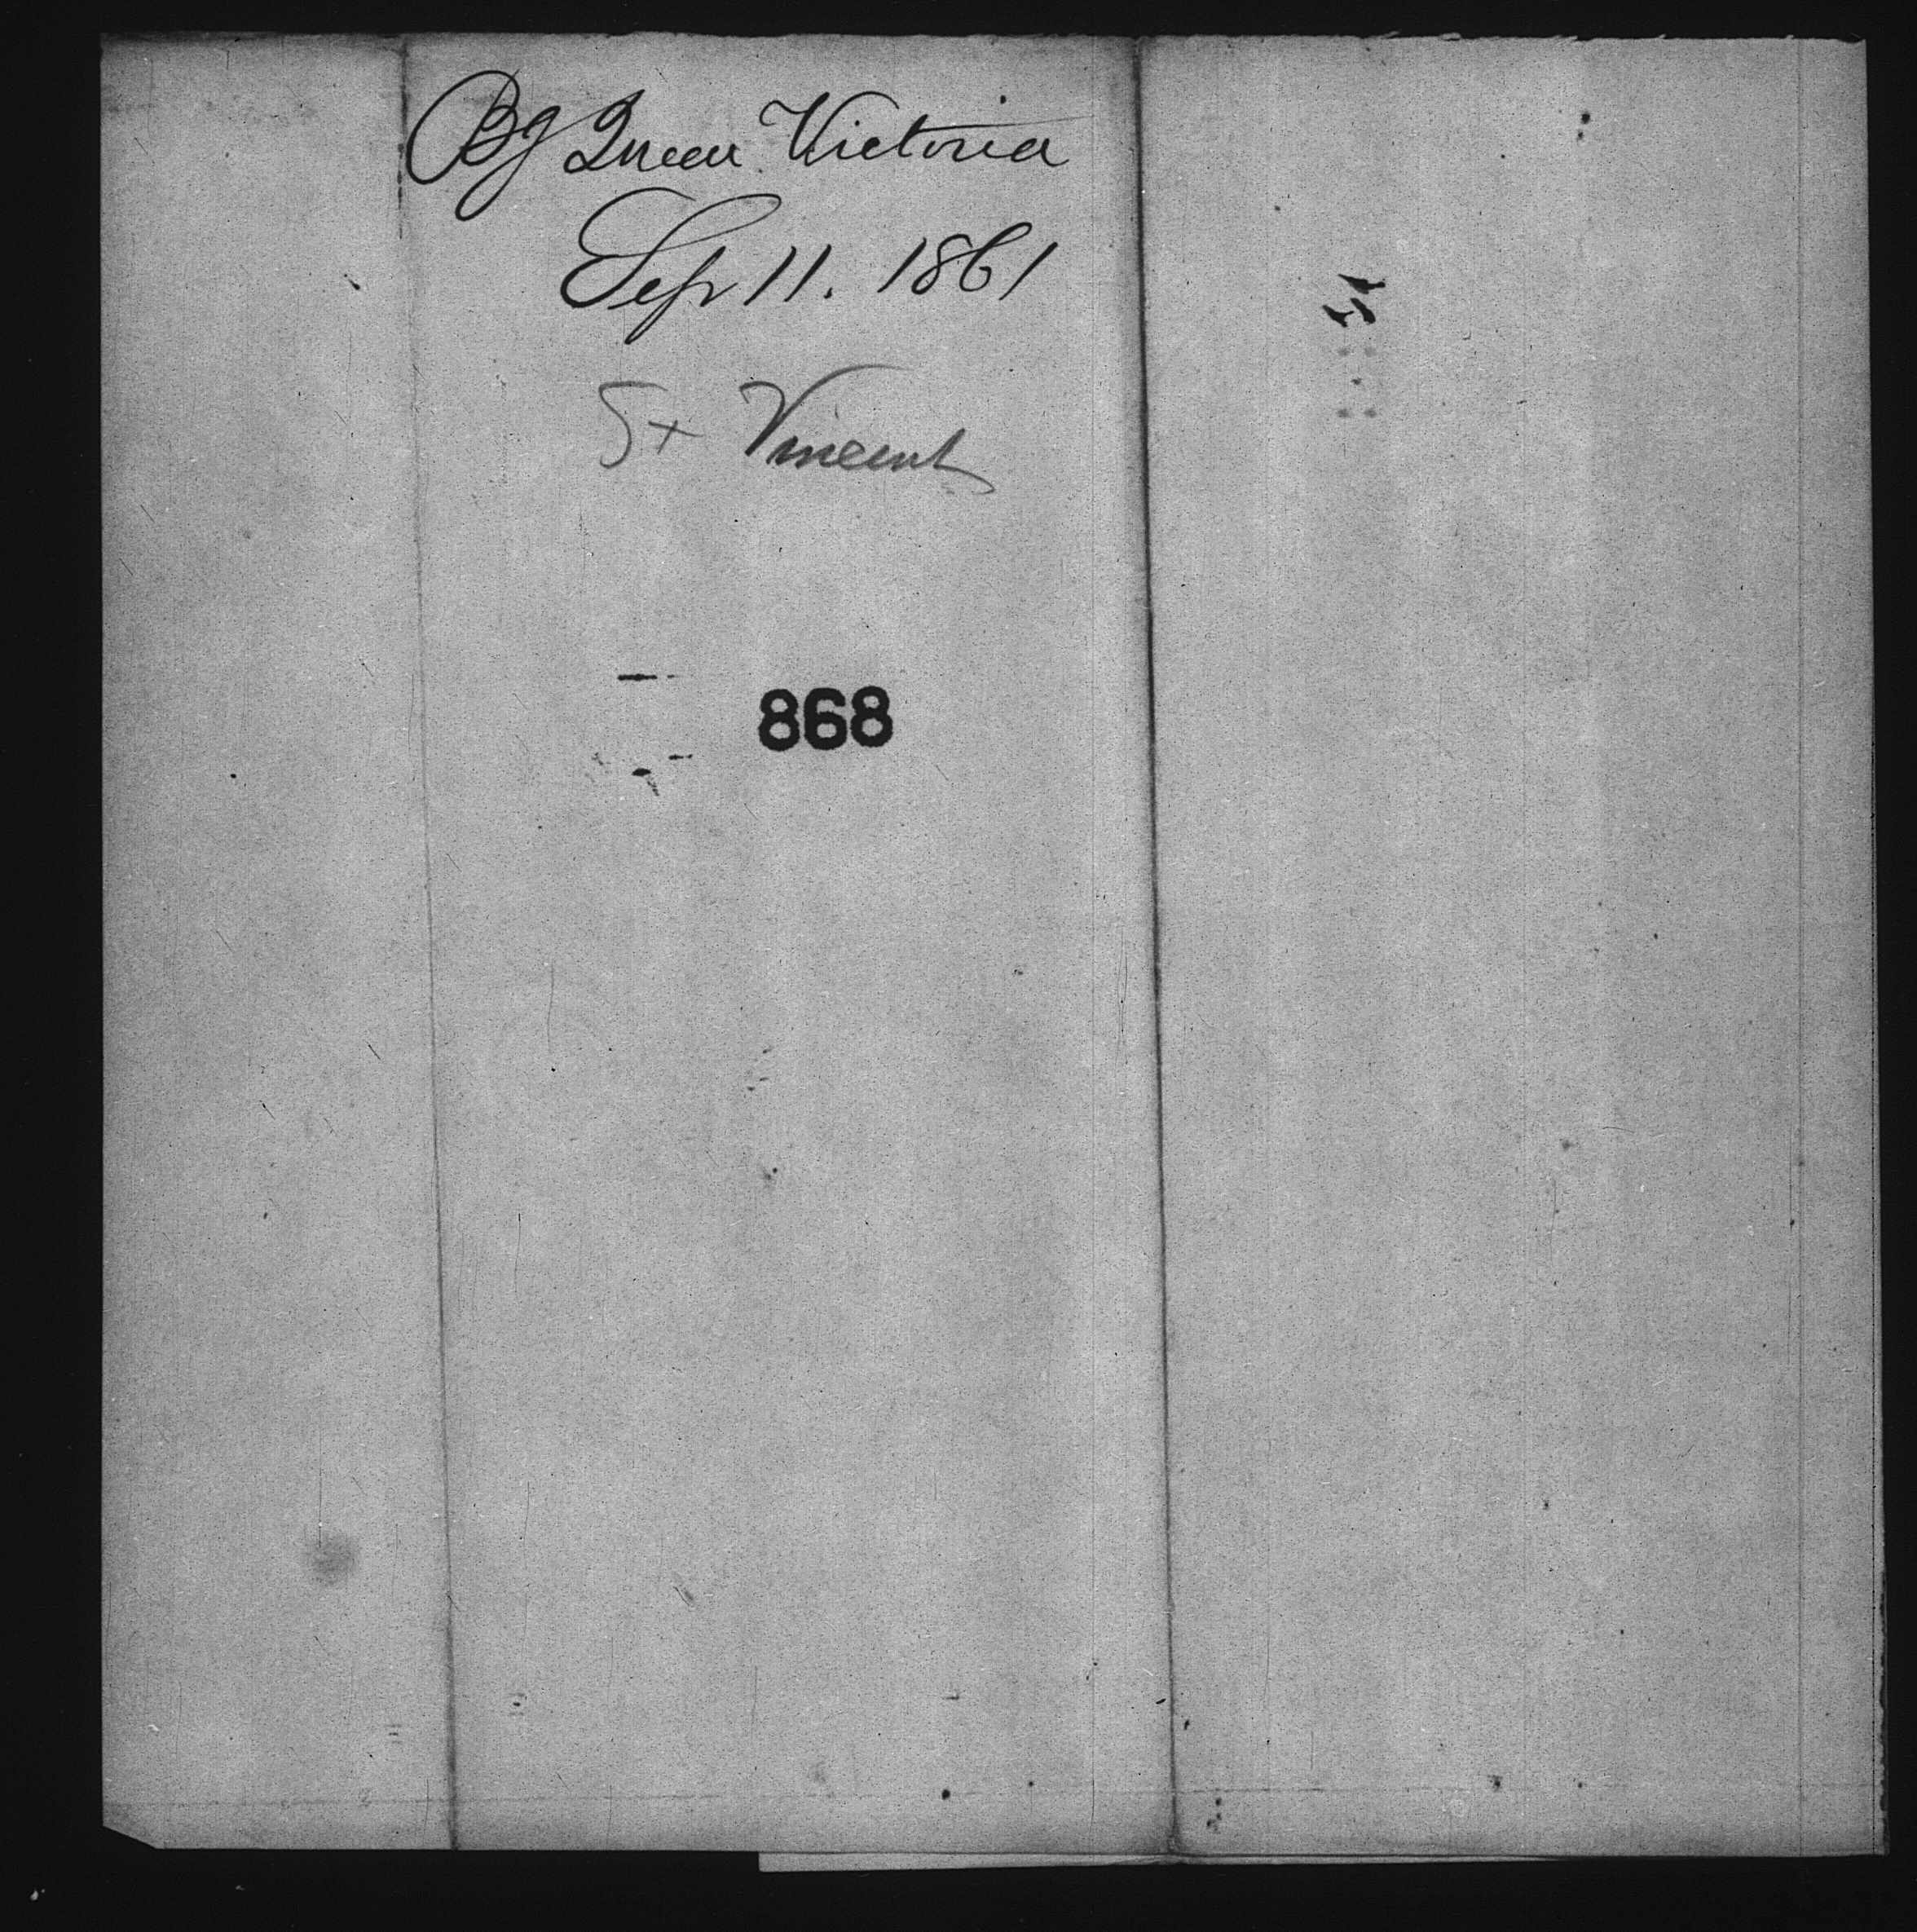 Bg Queen Victoria
Sep 11. 1861
St Vincent
868